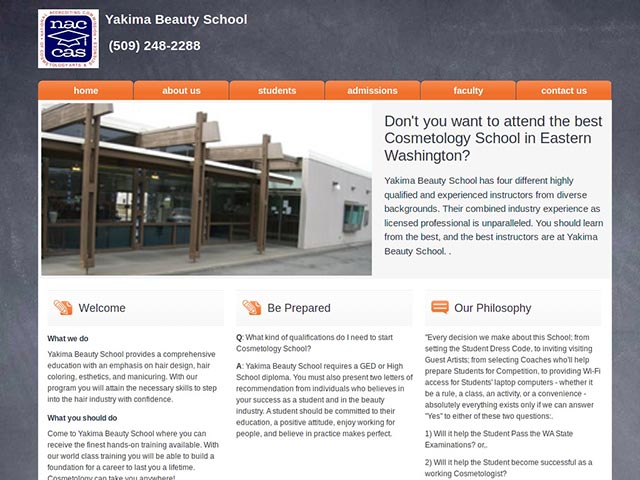 nac
cas
Yakima Beauty School
(509) 248-2288
home
about us
students
admissions
faculty
contact us
Don't you want to attend the best
Cosmetology School in Eastern
Washington?
Yakima Beauty School has four different highly
qualified and experienced instructors from diverse
backgrounds. Their combined industry experience as
licensed professional is unparalleled. You should learn
from the best, and the best instructors are at Yakima
Beauty School. .
Welcome
What we do
Yakima Beauty School provides a comprehensive
education with an emphasis on hair design, hair
coloring, esthetics, and manicuring. With our
program you will attain the necessary skills to step
into the hair industry with confidence.
What you should do
Come to Yakima Beauty School where you can
receive the finest hands-on training available. With
our world class training you will be able to build a
foundation for a career to last you a lifetime.
Cosmetology can take you anywhere!
Be Prepared
Q: What kind of qualifications do I need to start
Cosmetology School?
A: Yakima Beauty School requires a GED or High
School diploma. You must also present two letters of
recommendation from individuals who believes in
your success as a student and in the beauty
industry. A student should be committed to their
education, a positive attitude, enjoy working for
people, and believe in practice makes perfect.
Our Philosophy
"Every decision we make about this School; from
setting the Student Dress Code, to inviting visiting
Guest Artists; from selecting Coaches who'll help
prepare Students for Competition, to providing Wi-Fi
access for Students' laptop computers - whether it
be a rule, a class, an activity, or a convenience -
absolutely everything exists only if we can answer
"Yes" to either of these two questions:.
1) Will it help the Student Pass the WA State
Examinations? or,.
2) Will it help the Student become successful as a
working Cosmetologist?